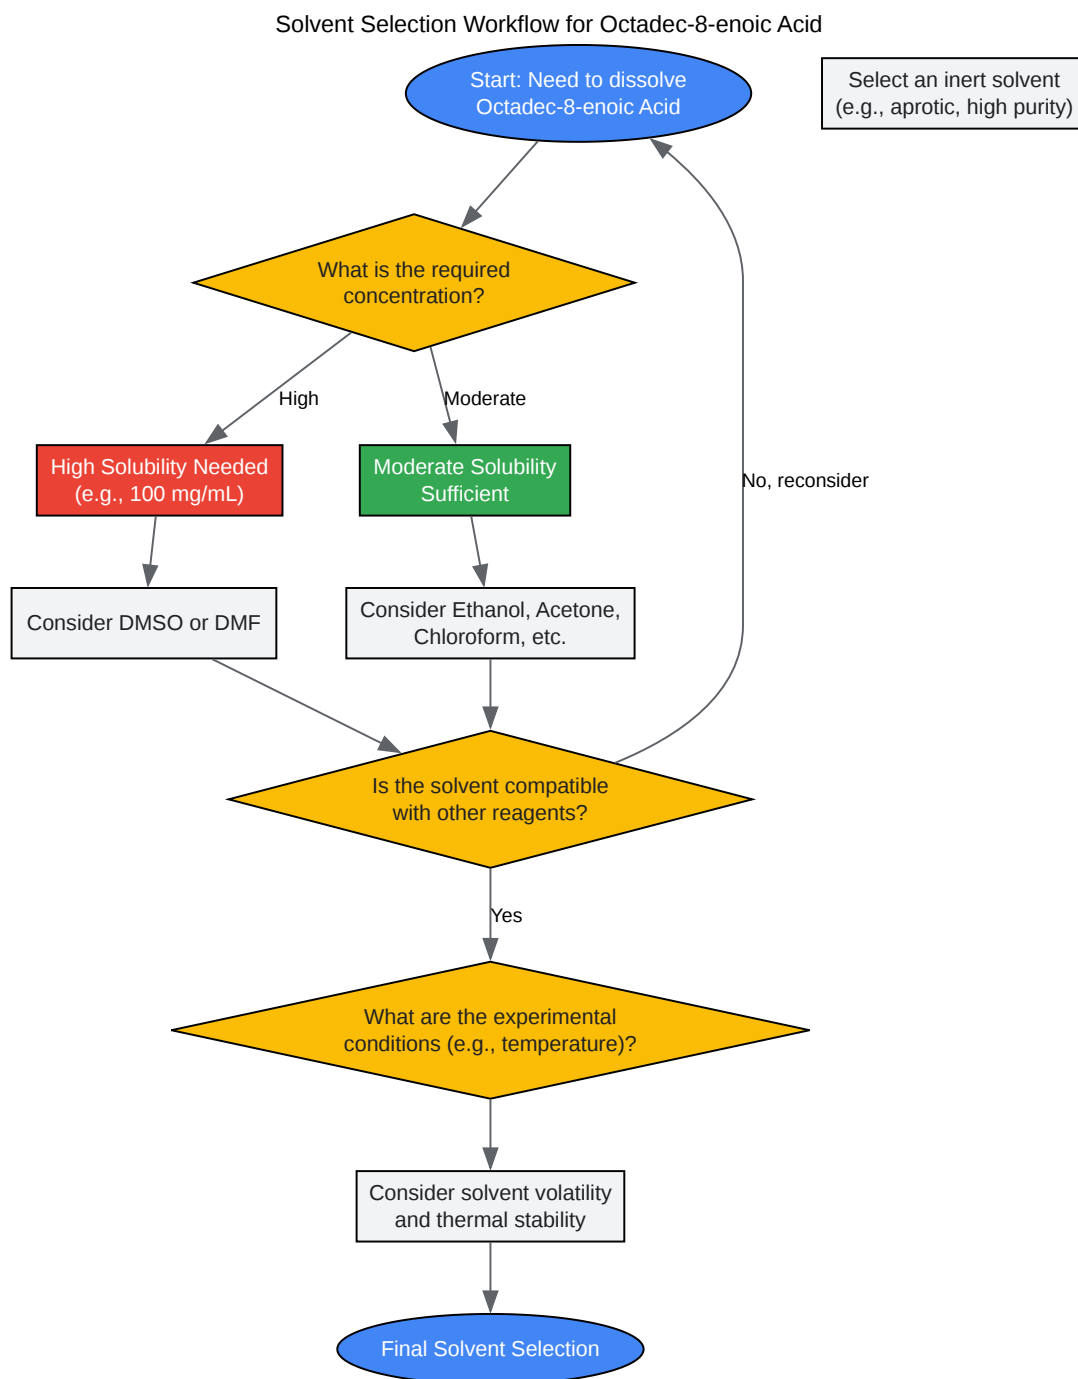 Solvent Selection Workflow for Octadec-8-enoic Acid
Start: Need to dissolve
Octadec-8-enoic Acid
Select an inert solvent
(e.g., aprotic, high purity)
What is the required
concentration?
High
Moderate
High Solubility Needed
(e.g., 100 mg/mL)
Moderate Solubility
Sufficient
No, reconsider
Consider DMSO or DMF
Consider Ethanol, Acetone,
Chloroform, etc.
Is the solvent compatible
with other reagents?
Yes
What are the experimental
conditions (e.g., temperature)?
Consider solvent volatility
and thermal stability
Final Solvent Selection